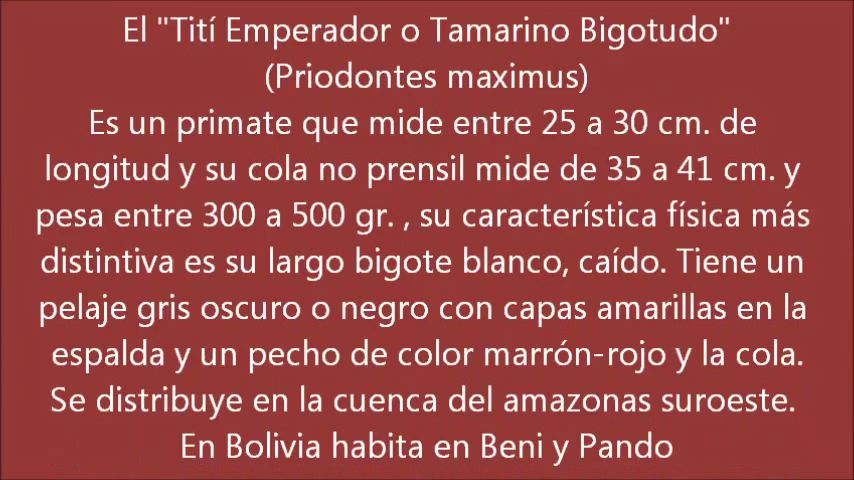 El "Tití Emperador o Tamarino Bigotudo"
(Priodontes maximus)
Es un primate que mide entre 25 a 30 cm. de
longitud y su cola no prensil mide de 35 a 41 cm. y
pesa entre 300 a 500 gr. , su característica física más
distintiva es su largo bigote blanco, caído. Tiene un
pelaje gris oscuro o negro con capas amarillas en la
espalda y un pecho de color marrón-rojo y la cola.
Se distribuye en la cuenca del amazonas suroeste.
En Bolivia habita en Beni y Pando